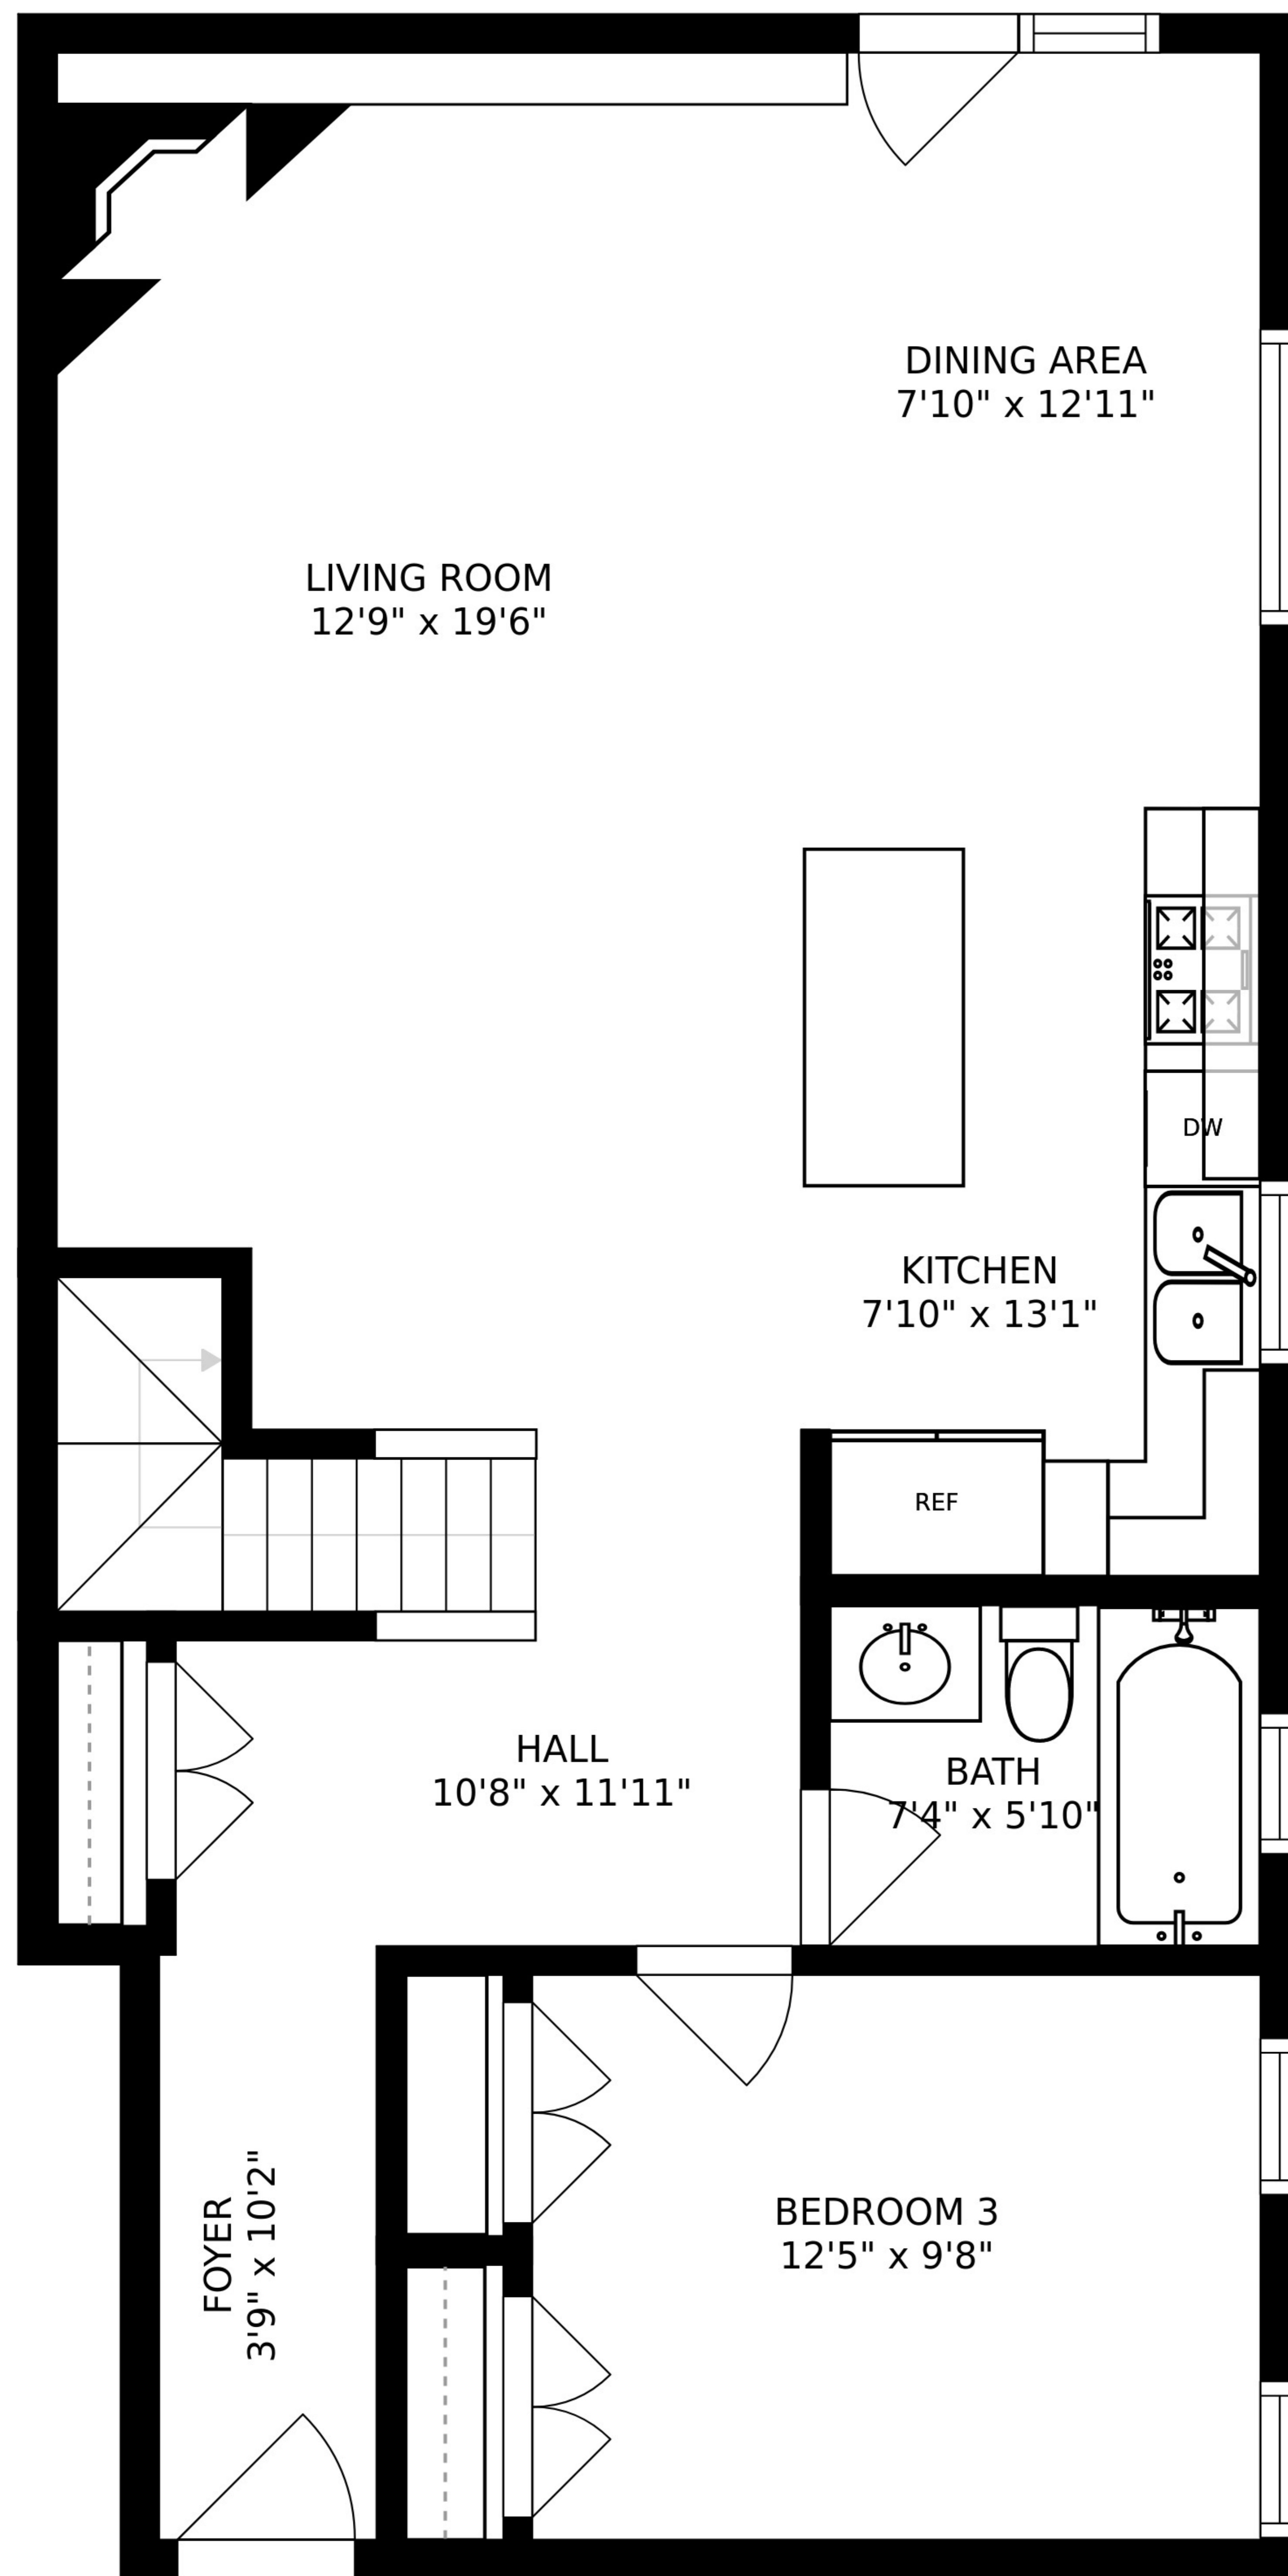 DINING AREA
7'10" x 12'11"
LIVING ROOM
12'9" x 19'6"
DW
KITCHEN
7'10" x 13'1"
REF
HALL
10'8" x 11'11"
BATH
7'4" x 5'10"
BEDROOM 3
12'5" x 9'8"
FOYER
3'9" x 10'2"